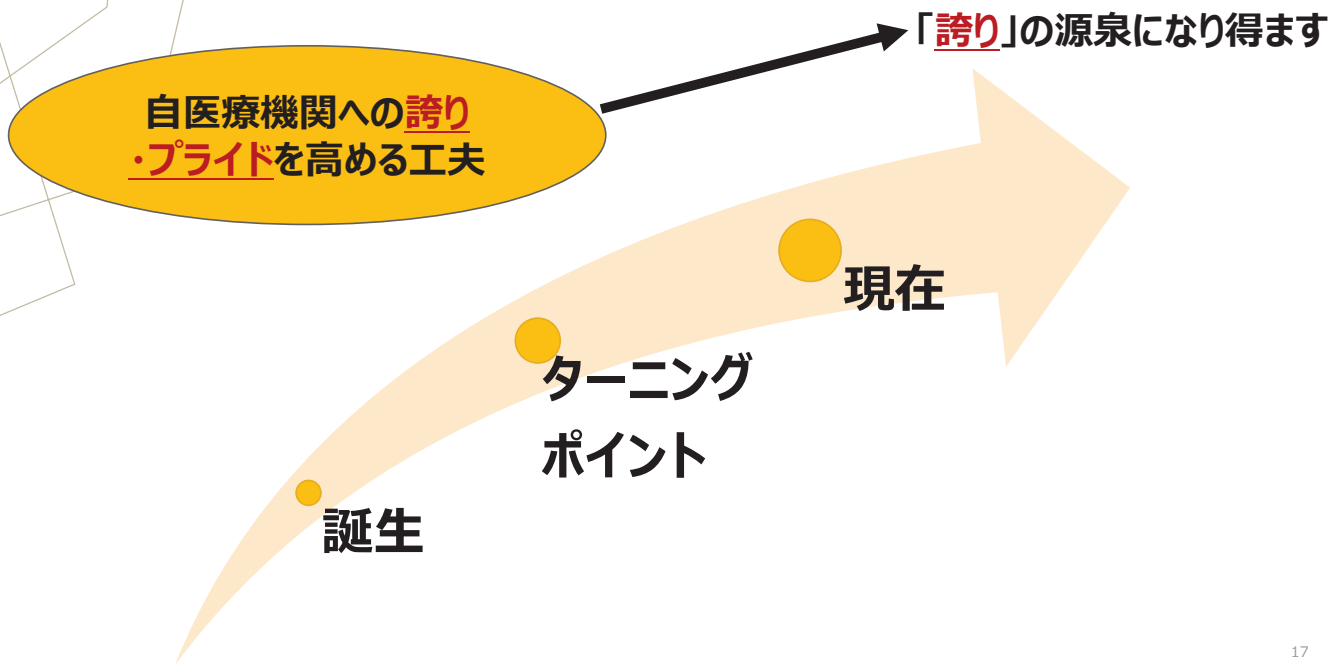 「誇り」の源泉になり得ます
自医療機関への誇り
・プライドを高める工夫
現在
ターニング
ポイント
誕生
17